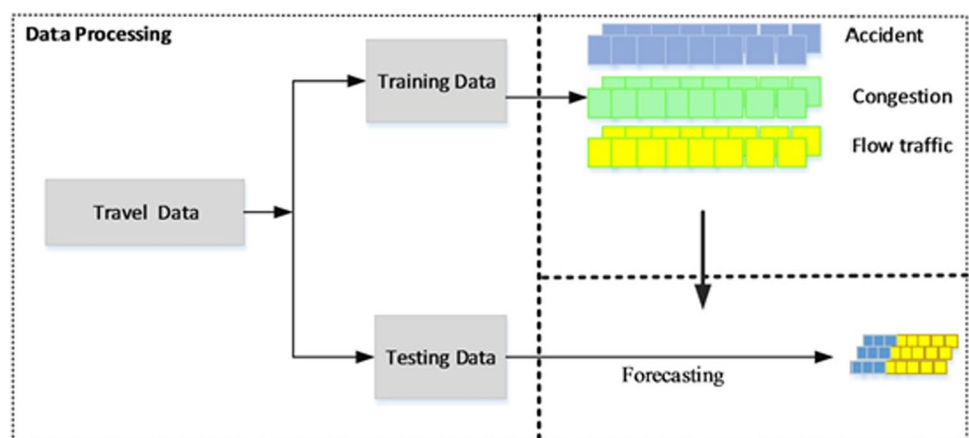 Data Processing
Training Data
Accident
Congestion
Flow traffic
Travel Data
Testing Data
Forecasting